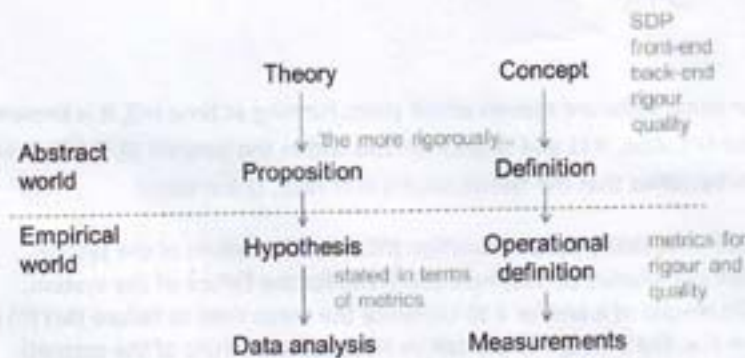 SDP
front-end
back-end
rigour
quality
Theory Concept
the more rigorously
Abstract
world
Proposition Definition
Empirical
world
Hypothesis Operational
definition
metrics for
rigour and
quality
stated in terms
of metrics
Data analysis Measurements